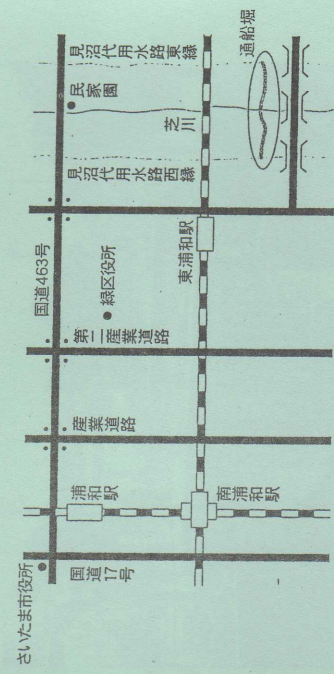 さいたま市役所
国道17号
浦和駅
南浦和駅
産業道路
第二産業道路
国道463号
緑区役所
東浦和駅
見沼代用水路西縁
芝川
民家園
見沼代用水路東縁
通船堀